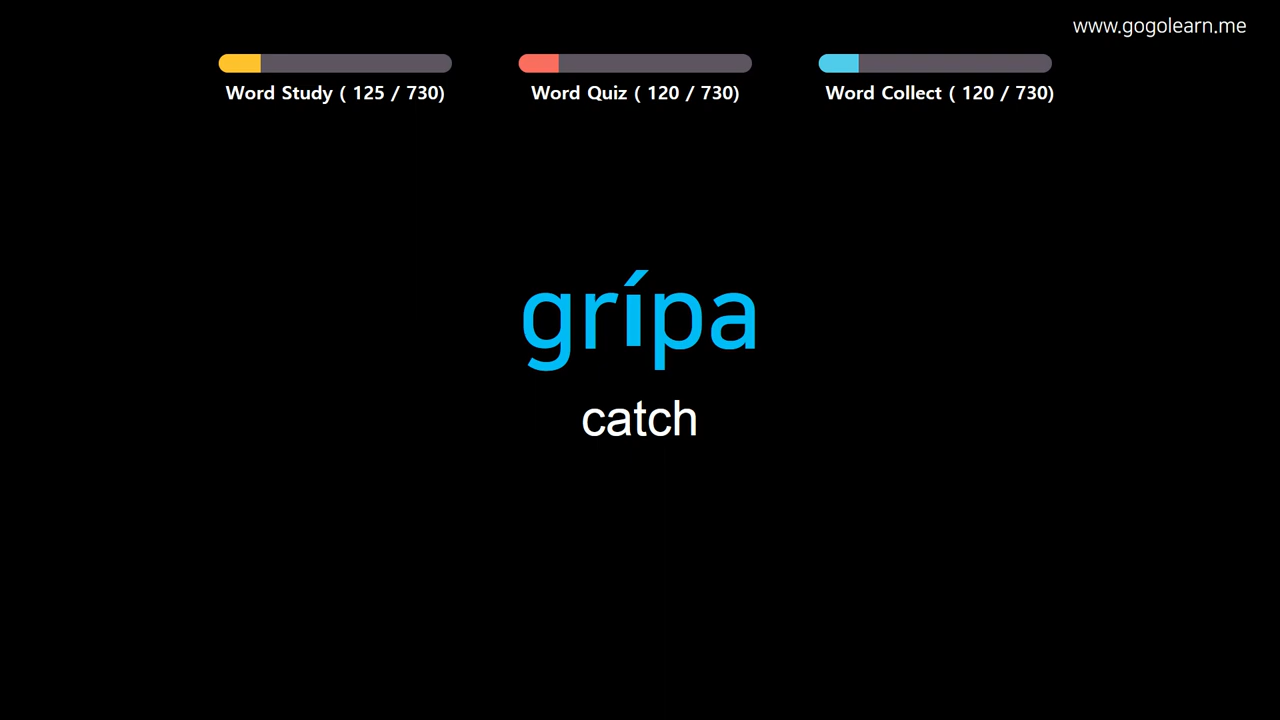 www.gogolearn.me
Word Study ( 125 / 730)
Word Quiz ( 120 / 730)
Word Collect ( 120 / 730)
grípa
catch